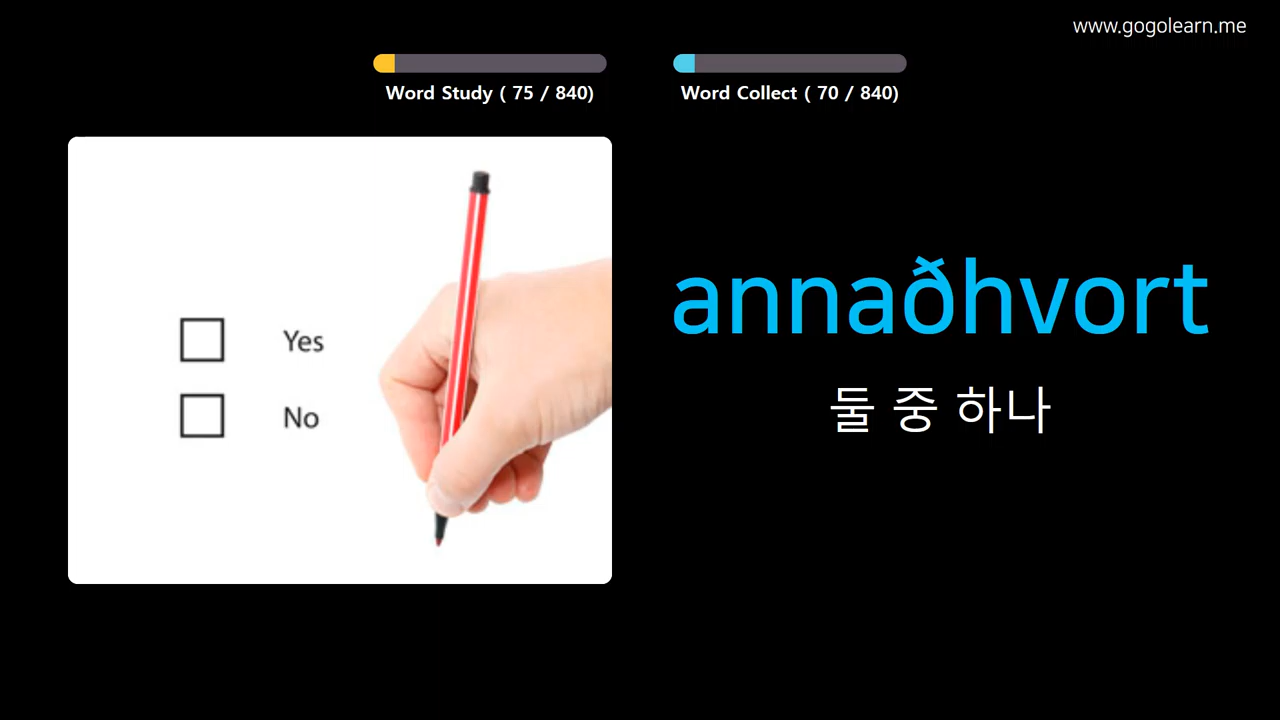 www.gogolearn.me
Word Study ( 75 / 840)
Word Collect ( 70 / 840)
Yes
No
annaðhvort
둘 중 하나